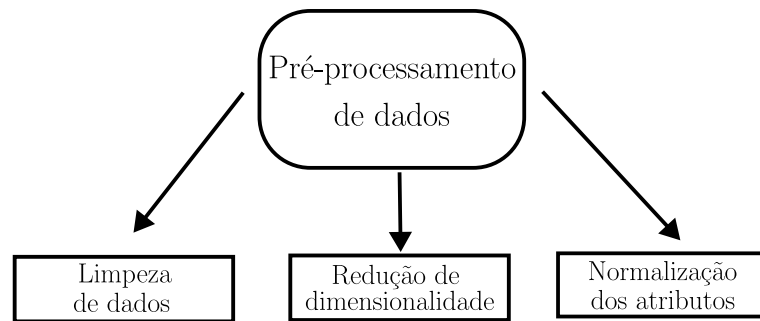 Pré-processamento
de dados
Limpeza
de dados
Redução de
dimensionalidade
Normalização
dos atributos